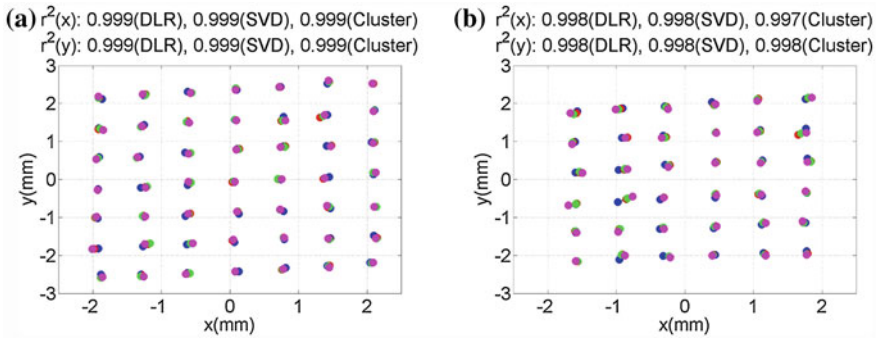 (a) r²(x): 0.999(DLR), 0.999(SVD), 0.999(Cluster)
r²(y): 0.999(DLR), 0.999(SVD), 0.999(Cluster)
3
2
1
0
-1
-2
-3
y(mm)
-2 -1 0 1 2
x(mm)
(b) r²(x): 0.998(DLR), 0.998(SVD), 0.997(Cluster)
r²(y): 0.998(DLR), 0.998(SVD), 0.998(Cluster)
3
2
1
0
-1
-2
-3
y(mm)
-2 -1 0 1 2
x(mm)